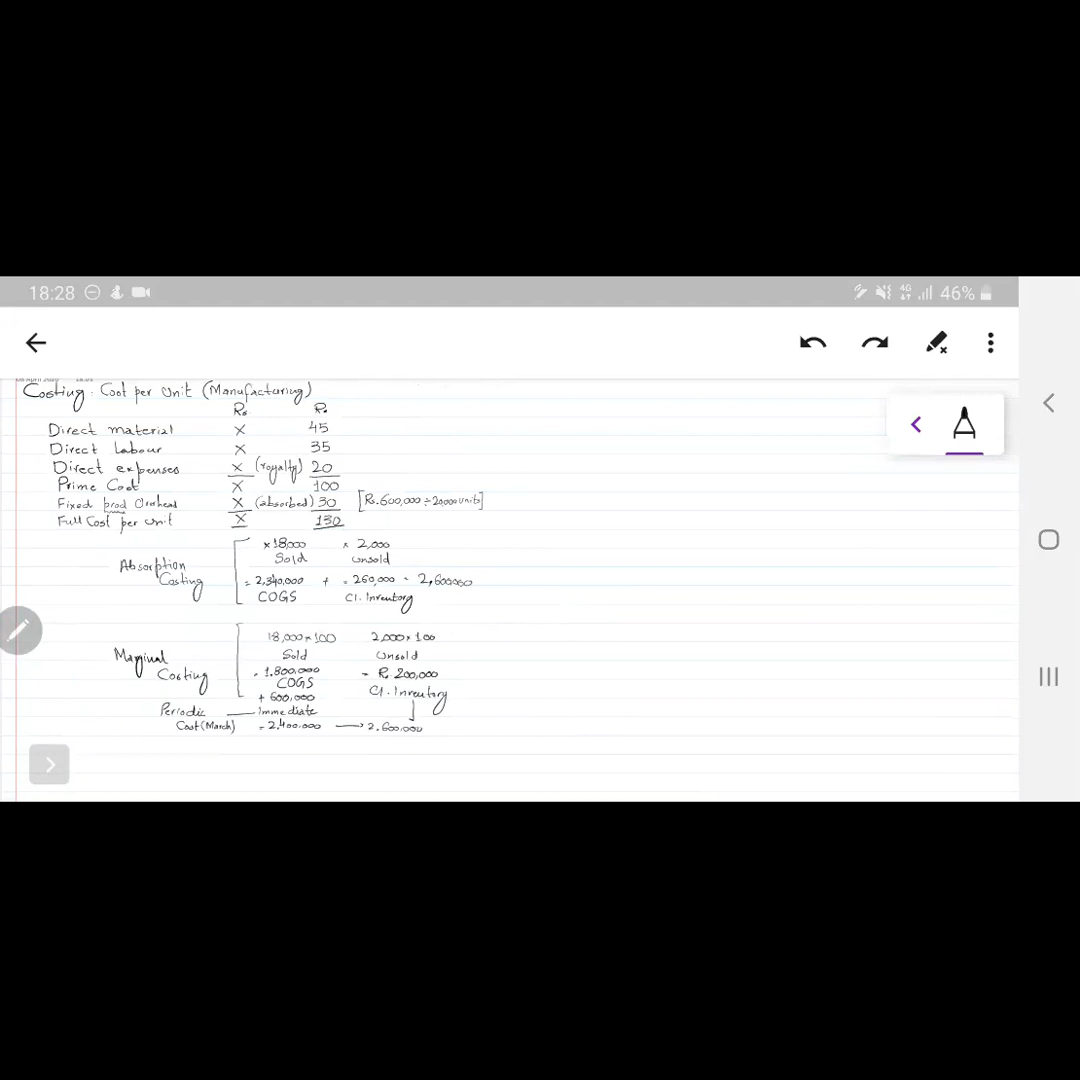 18:28 46%
Costing: Cost per Unit (Manufacturing)
Rs Rs
Direct material X 45
Direct Labour X 35
Direct expenses X (royalty) 20
Prime Cost X 100
Fixed prod Overhead X (absorbed) 30 [Rs.600,000 ÷ 20,000 units]
Full Cost per unit X 130
Absorption Costing
×18,000 × 2,000
Sold unsold
= 2,340,000 + = 260,000 = 2,600,000
COGS Cl. Inventory
Marginal Costing
18,000 × 100 2,000 × 100
Sold Unsold
= 1,800,000 = Rs 200,000
COGS Cl. Inventory
+ 600,000
Periodic — Immediate
Cost (March) = 2,400,000 → 2,600,000